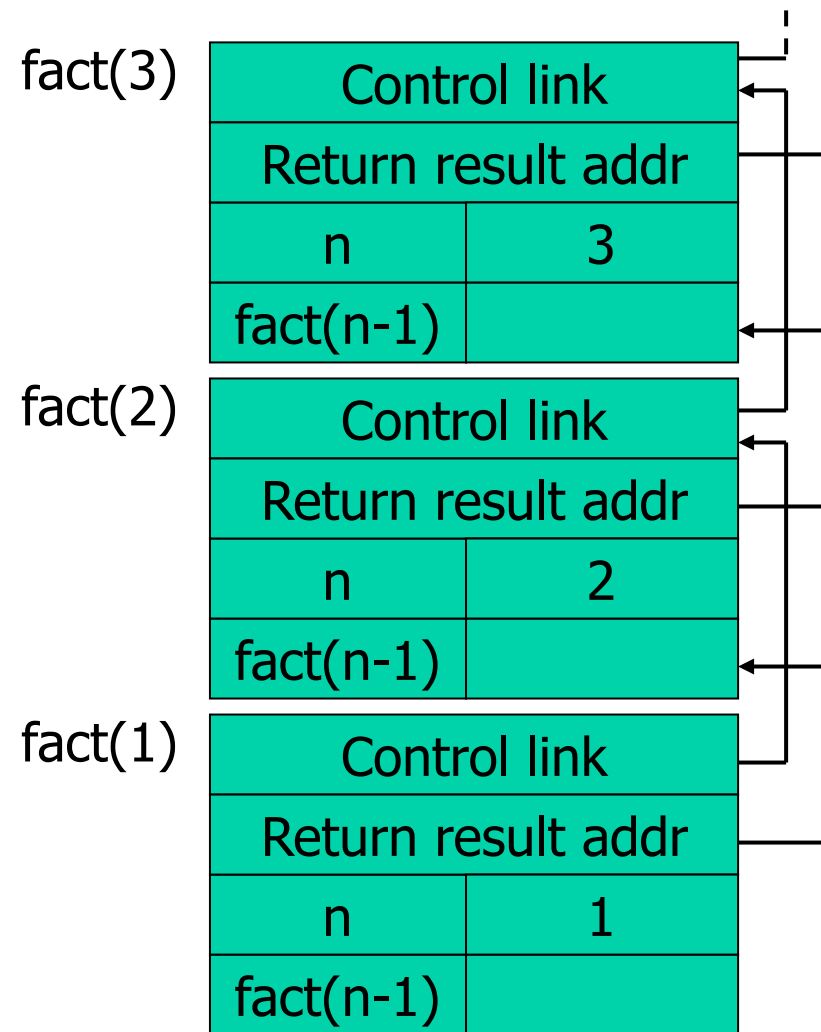 fact(3)
Control link
Return result addr
n 3
fact(n-1)
fact(2)
Control link
Return result addr
n 2
fact(n-1)
fact(1)
Control link
Return result addr
n 1
fact(n-1)